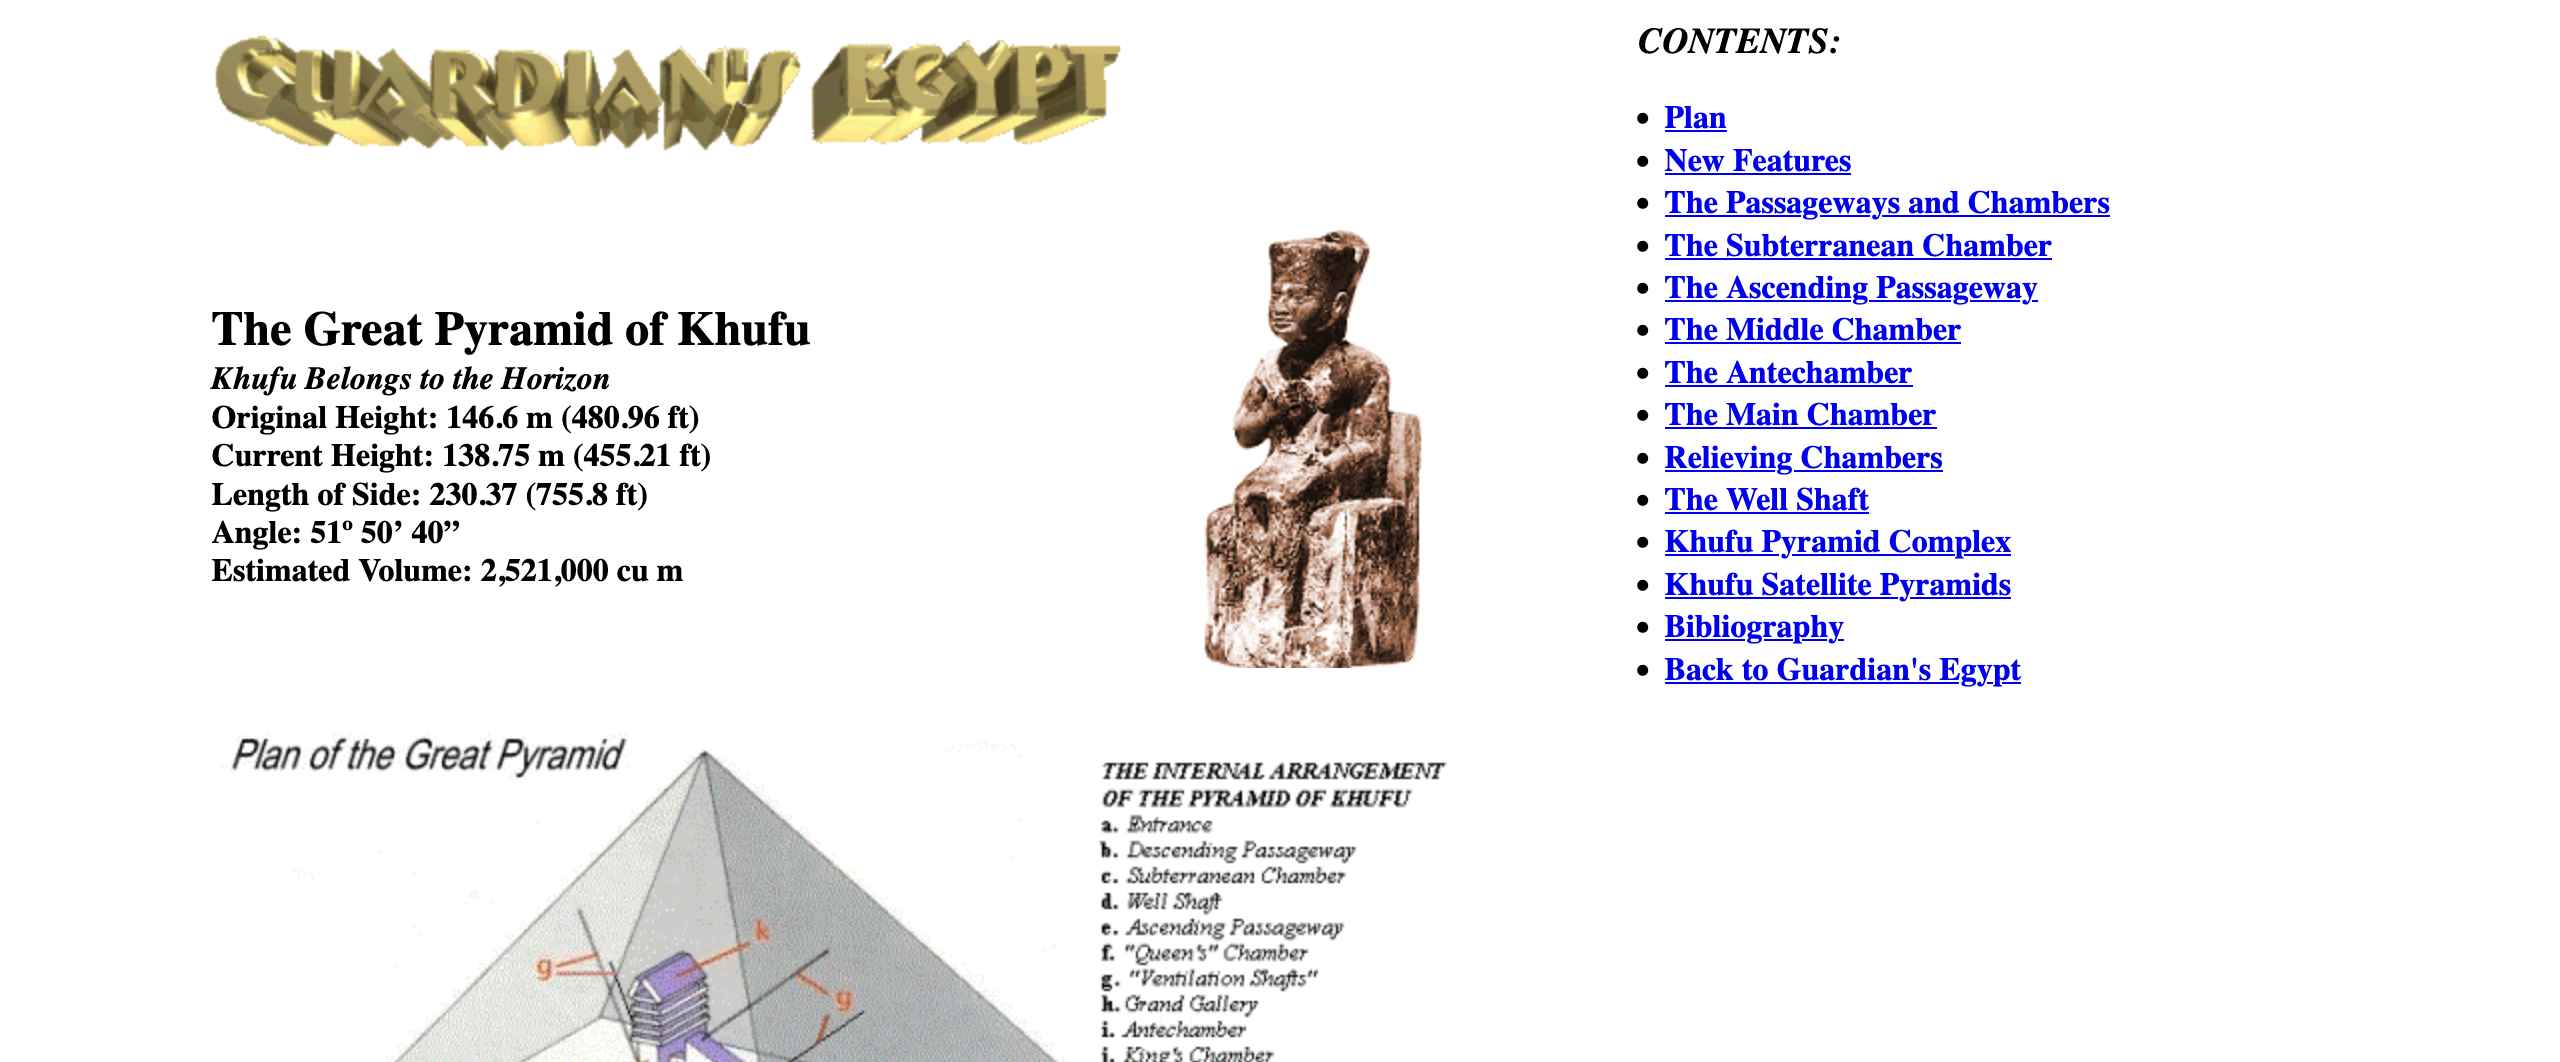 GUARDIAN'S EGYPT
The Great Pyramid of Khufu
Khufu Belongs to the Horizon
Original Height: 146.6 m (480.96 ft)
Current Height: 138.75 m (455.21 ft)
Length of Side: 230.37 (755.8 ft)
Angle: 51º 50’ 40”
Estimated Volume: 2,521,000 cu m
CONTENTS:
• Plan
• New Features
• The Passageways and Chambers
• The Subterranean Chamber
• The Ascending Passageway
• The Middle Chamber
• The Antechamber
• The Main Chamber
• Relieving Chambers
• The Well Shaft
• Khufu Pyramid Complex
• Khufu Satellite Pyramids
• Bibliography
• Back to Guardian's Egypt
Plan of the Great Pyramid
k
g
g
THE INTERNAL ARRANGEMENT
OF THE PYRAMID OF KHUFU
a. Entrance
b. Descending Passageway
c. Subterranean Chamber
d. Well Shaft
e. Ascending Passageway
f. "Queen's" Chamber
g. "Ventilation Shafts"
h. Grand Gallery
i. Antechamber
j. King's Chamber